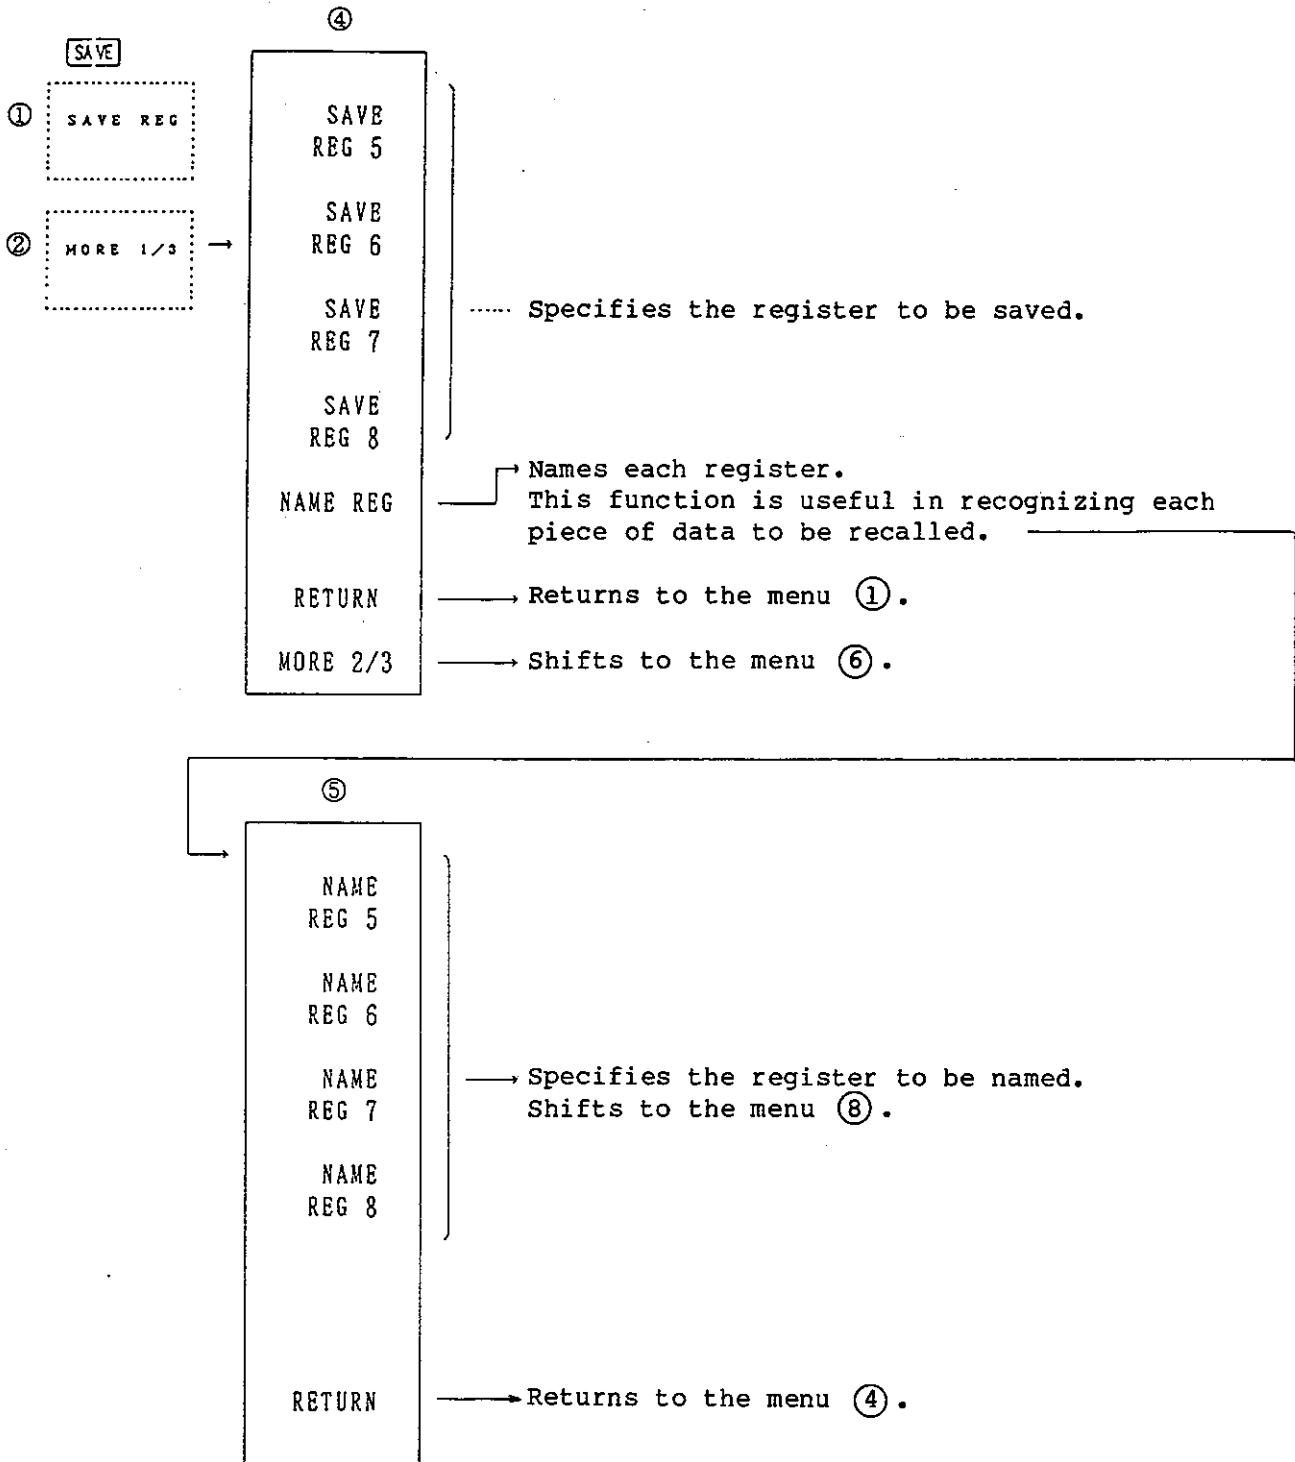 ④
SAVE
① SAVE REG
② MORE 1/3 →
SAVE
REG 5
SAVE
REG 6
SAVE
REG 7
SAVE
REG 8
...... Specifies the register to be saved.
NAME REG → Names each register.
This function is useful in recognizing each
piece of data to be recalled.
RETURN → Returns to the menu ①.
MORE 2/3 → Shifts to the menu ⑥.
⑤
NAME
REG 5
NAME
REG 6
NAME
REG 7
NAME
REG 8
→ Specifies the register to be named.
Shifts to the menu ⑧.
RETURN → Returns to the menu ④.